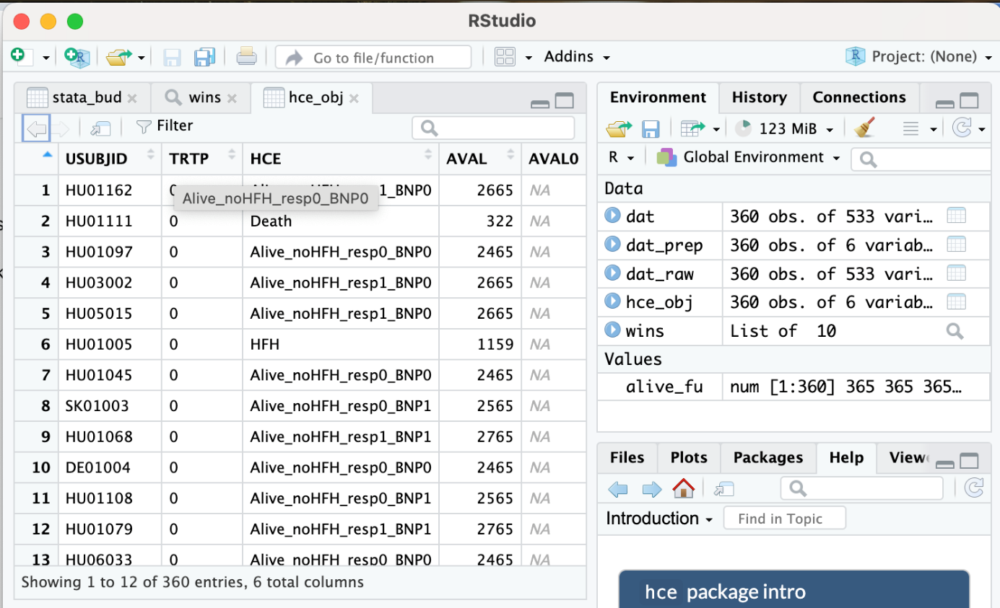 RStudio
Go to file/function
Addins
Project: (None)
stata_bud
wins
hce_obj
Filter
USUBJID TRTP HCE AVAL AVAL0
1 HU01162 1_BNP0 2665 NA
Alive_noHFH_resp0_BNP0
2 HU01111 0 Death 322 NA
3 HU01097 0 Alive_noHFH_resp0_BNP0 2465 NA
4 HU03002 0 Alive_noHFH_resp1_BNP0 2665 NA
5 HU05015 0 Alive_noHFH_resp1_BNP0 2665 NA
6 HU01005 0 HFH 1159 NA
7 HU01045 0 Alive_noHFH_resp0_BNP0 2465 NA
8 SK01003 0 Alive_noHFH_resp0_BNP1 2565 NA
9 HU01068 0 Alive_noHFH_resp1_BNP1 2765 NA
10 DE01004 0 Alive_noHFH_resp0_BNP0 2465 NA
11 HU01108 0 Alive_noHFH_resp0_BNP1 2565 NA
12 HU01079 0 Alive_noHFH_resp1_BNP1 2765 NA
13 HU06033 0 Alive_noHFH_resp0_BNP0 2465 NA
Showing 1 to 12 of 360 entries, 6 total columns
Environment History Connections
123 MiB
R Global Environment
Data
dat 360 obs. of 533 vari…
dat_prep 360 obs. of 6 variab…
dat_raw 360 obs. of 533 vari…
hce_obj 360 obs. of 6 variab…
wins List of 10
Values
alive_fu num [1:360] 365 365 365…
Files Plots Packages Help View
Introduction Find in Topic
hce package intro